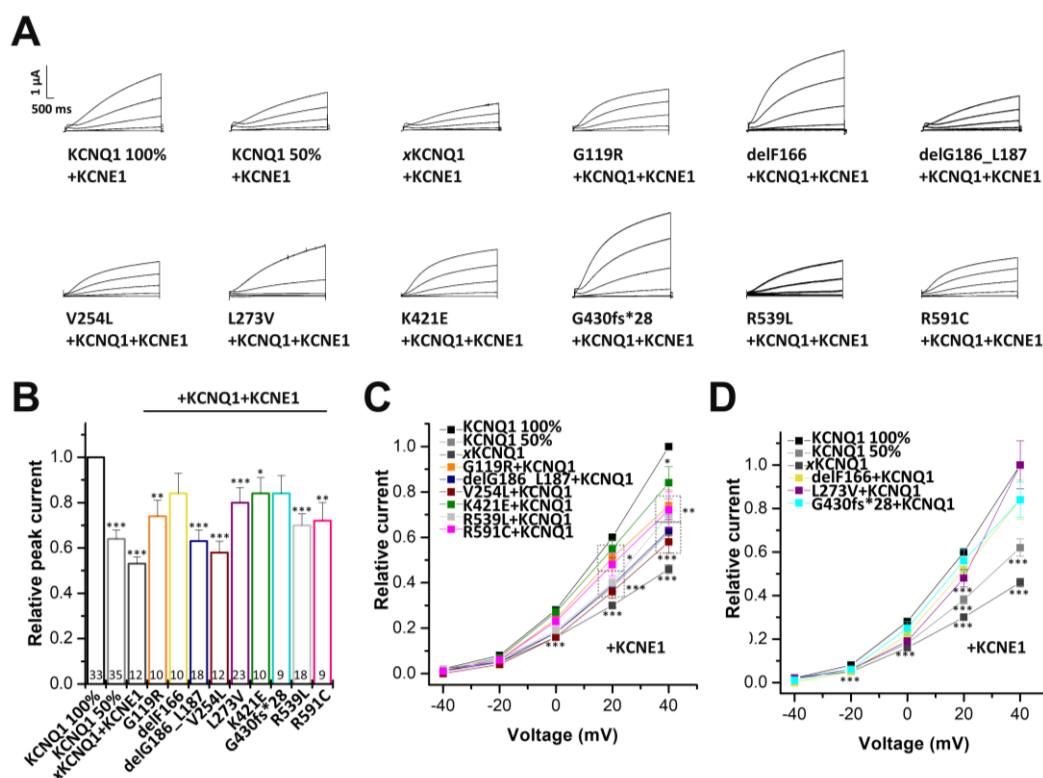 A
1 µA
500 ms
KCNQ1 100%
+KCNE1
KCNQ1 50%
+KCNE1
xKCNQ1
+KCNE1
G119R
+KCNQ1+KCNE1
delF166
+KCNQ1+KCNE1
delG186_L187
+KCNQ1+KCNE1
V254L
+KCNQ1+KCNE1
L273V
+KCNQ1+KCNE1
K421E
+KCNQ1+KCNE1
G430fs*28
+KCNQ1+KCNE1
R539L
+KCNQ1+KCNE1
R591C
+KCNQ1+KCNE1
B
+KCNQ1+KCNE1
Relative peak current
1.0
0.8
0.6
0.4
0.2
0.0
*** *** ** *** *** *** * *** **
33 35 12 10 10 18 12 23 10 9 18 9
KCNQ1 100%
KCNQ1 50%
xKCNQ1+KCNE1
G119R
delF166
delG186_L187
V254L
L273V
K421E
G430fs*28
R539L
R591C
C
KCNQ1 100%
KCNQ1 50%
xKCNQ1
G119R+KCNQ1
delG186_L187+KCNQ1
V254L+KCNQ1
K421E+KCNQ1
R539L+KCNQ1
R591C+KCNQ1
Relative current
1.0
0.8
0.6
0.4
0.2
0.0
*
**
*
***
***
***
***
***
+KCNE1
-40 -20 0 20 40
Voltage (mV)
D
KCNQ1 100%
KCNQ1 50%
xKCNQ1
delF166+KCNQ1
L273V+KCNQ1
G430fs*28+KCNQ1
Relative current
1.0
0.8
0.6
0.4
0.2
0.0
***
***
***
***
***
***
***
+KCNE1
-40 -20 0 20 40
Voltage (mV)